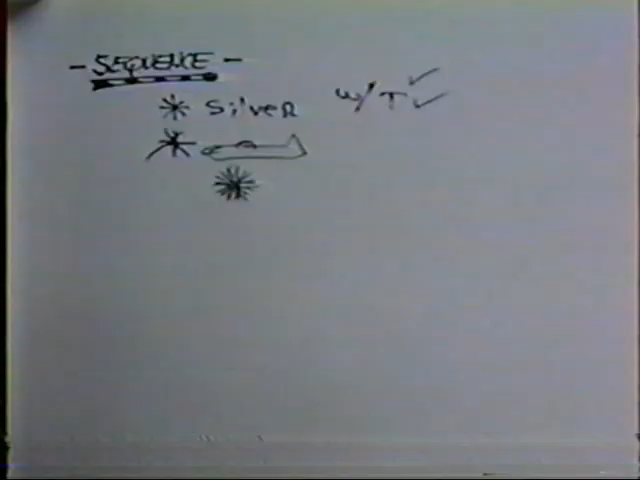 - SEQUENCE -
* Silver w/T ✓✓